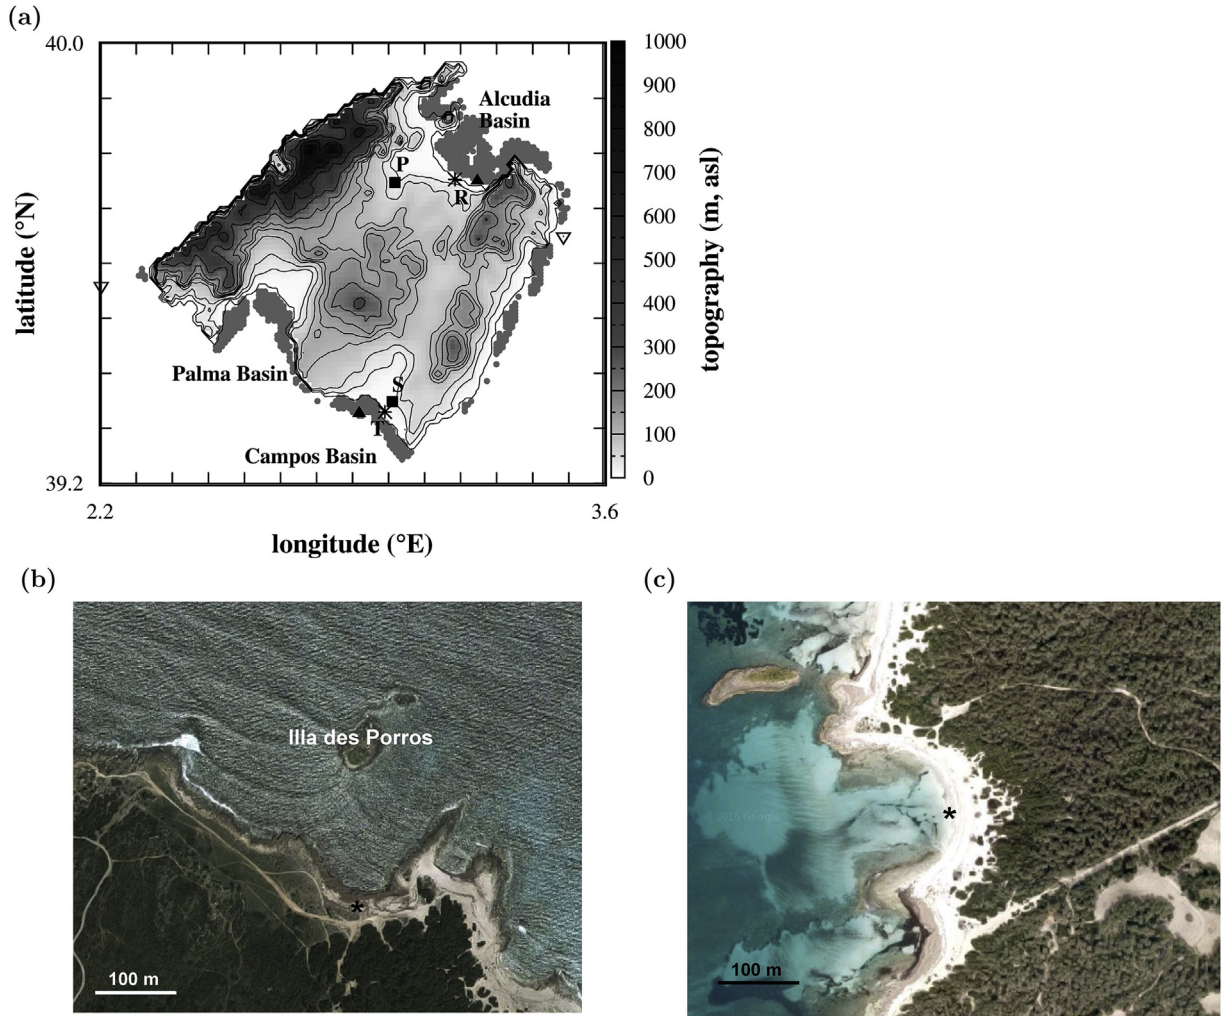 (a)
40.0
39.2
2.2
3.6
latitude (°N)
longitude (°E)
Alcudia
Basin
P
R
Palma Basin
S
T
Campos Basin
1000
900
800
700
600
500
400
300
200
100
0
topography (m, asl)
(b)
Illa des Porros
*
100 m
(c)
© 2016 Google
*
100 m